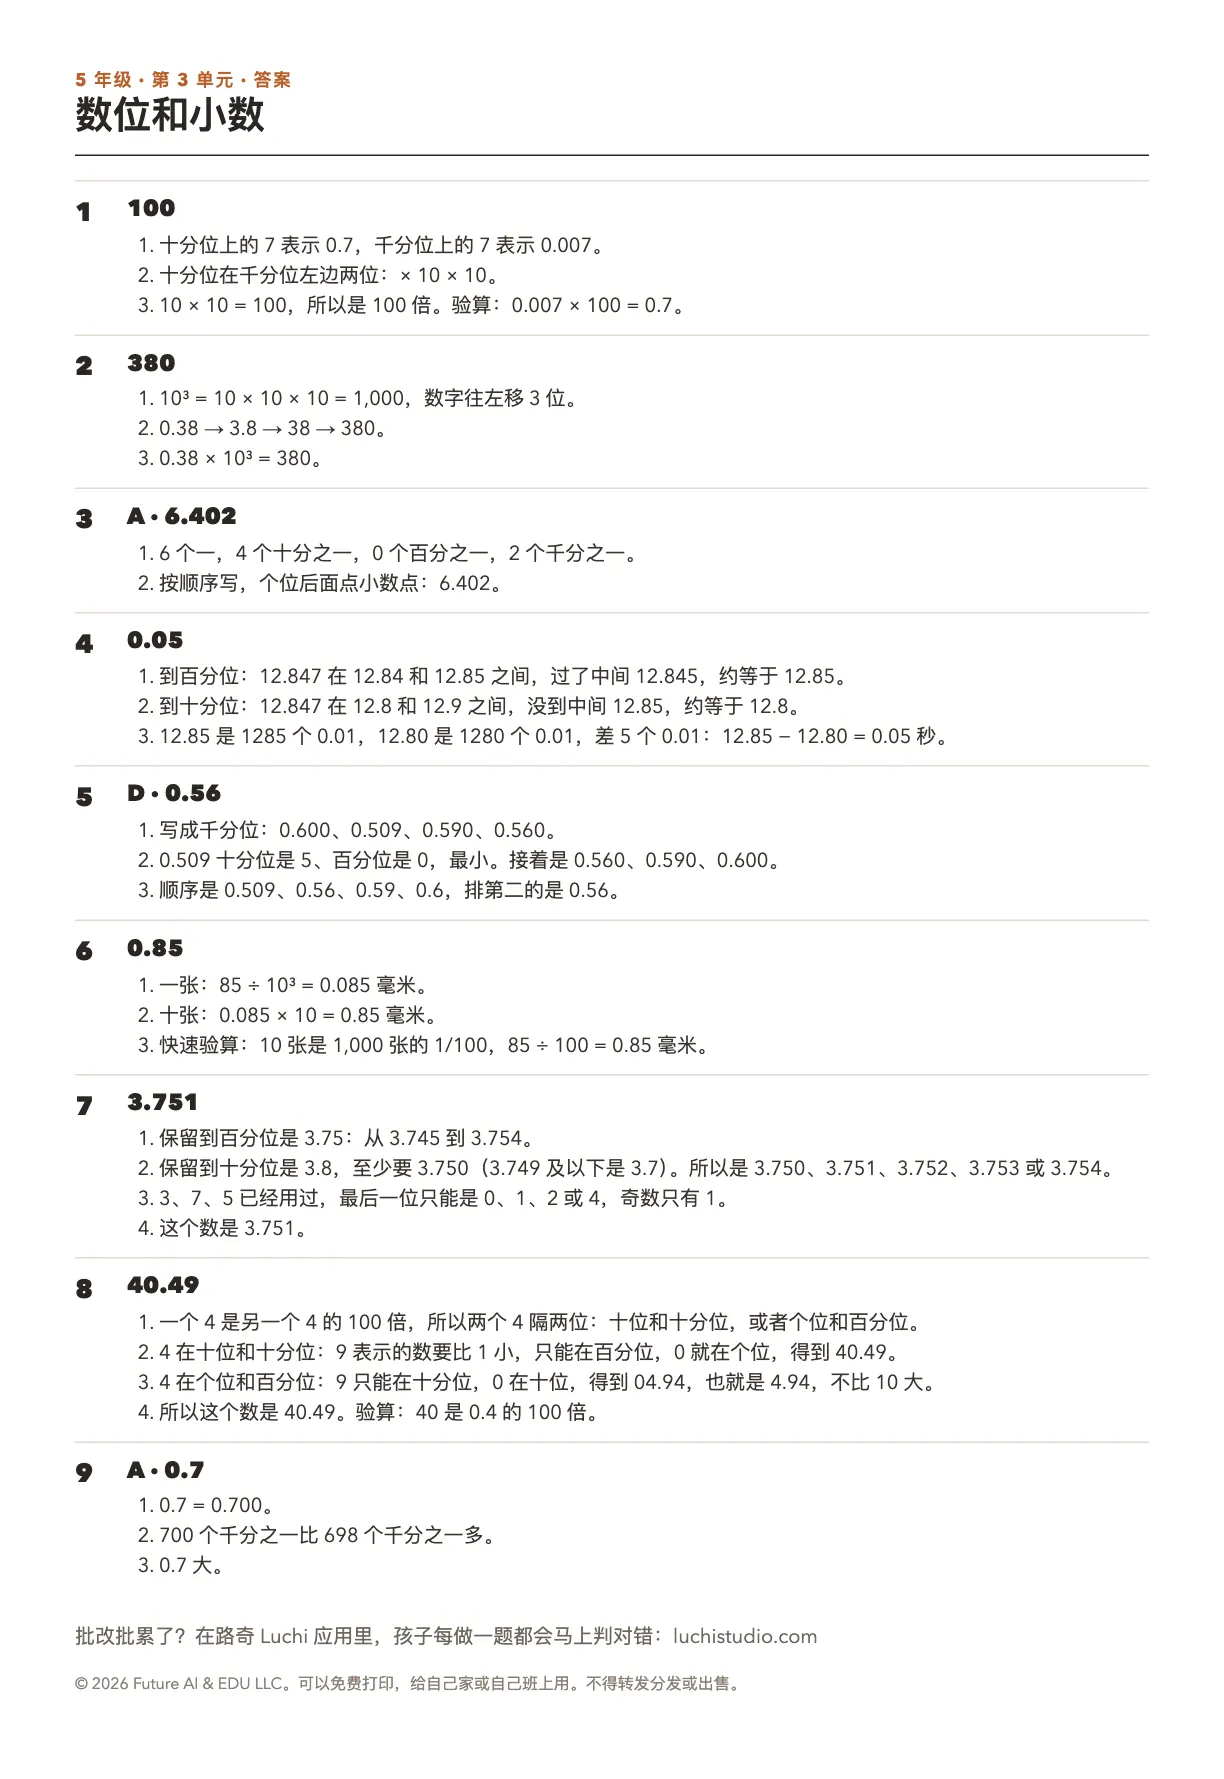 5 年级 · 第 3 单元 · 答案
数位和小数
1 100
1. 十分位上的 7 表示 0.7，千分位上的 7 表示 0.007。
2. 十分位在千分位左边两位：× 10 × 10。
3. 10 × 10 = 100，所以是 100 倍。验算：0.007 × 100 = 0.7。
2 380
1. 10³ = 10 × 10 × 10 = 1,000，数字往左移 3 位。
2. 0.38 → 3.8 → 38 → 380。
3. 0.38 × 10³ = 380。
3 A · 6.402
1. 6 个一，4 个十分之一，0 个百分之一，2 个千分之一。
2. 按顺序写，个位后面点小数点：6.402。
4 0.05
1. 到百分位：12.847 在 12.84 和 12.85 之间，过了中间 12.845，约等于 12.85。
2. 到十分位：12.847 在 12.8 和 12.9 之间，没到中间 12.85，约等于 12.8。
3. 12.85 是 1285 个 0.01，12.80 是 1280 个 0.01，差 5 个 0.01：12.85 − 12.80 = 0.05 秒。
5 D · 0.56
1. 写成千分位：0.600、0.509、0.590、0.560。
2. 0.509 十分位是 5、百分位是 0，最小。接着是 0.560、0.590、0.600。
3. 顺序是 0.509、0.56、0.59、0.6，排第二的是 0.56。
6 0.85
1. 一张：85 ÷ 10³ = 0.085 毫米。
2. 十张：0.085 × 10 = 0.85 毫米。
3. 快速验算：10 张是 1,000 张的 1/100，85 ÷ 100 = 0.85 毫米。
7 3.751
1. 保留到百分位是 3.75：从 3.745 到 3.754。
2. 保留到十分位是 3.8，至少要 3.750（3.749 及以下是 3.7）。所以是 3.750、3.751、3.752、3.753 或 3.754。
3. 3、7、5 已经用过，最后一位只能是 0、1、2 或 4，奇数只有 1。
4. 这个数是 3.751。
8 40.49
1. 一个 4 是另一个 4 的 100 倍，所以两个 4 隔两位：十位和十分位，或者个位和百分位。
2. 4 在十位和十分位：9 表示的数要比 1 小，只能在百分位，0 就在个位，得到 40.49。
3. 4 在个位和百分位：9 只能在十分位，0 在十位，得到 04.94，也就是 4.94，不比 10 大。
4. 所以这个数是 40.49。验算：40 是 0.4 的 100 倍。
9 A · 0.7
1. 0.7 = 0.700。
2. 700 个千分之一比 698 个千分之一多。
3. 0.7 大。
批改批累了？在路奇 Luchi 应用里，孩子每做一题都会马上判对错：luchistudio.com
© 2026 Future AI & EDU LLC。可以免费打印，给自己家或自己班上用。不得转发分发或出售。